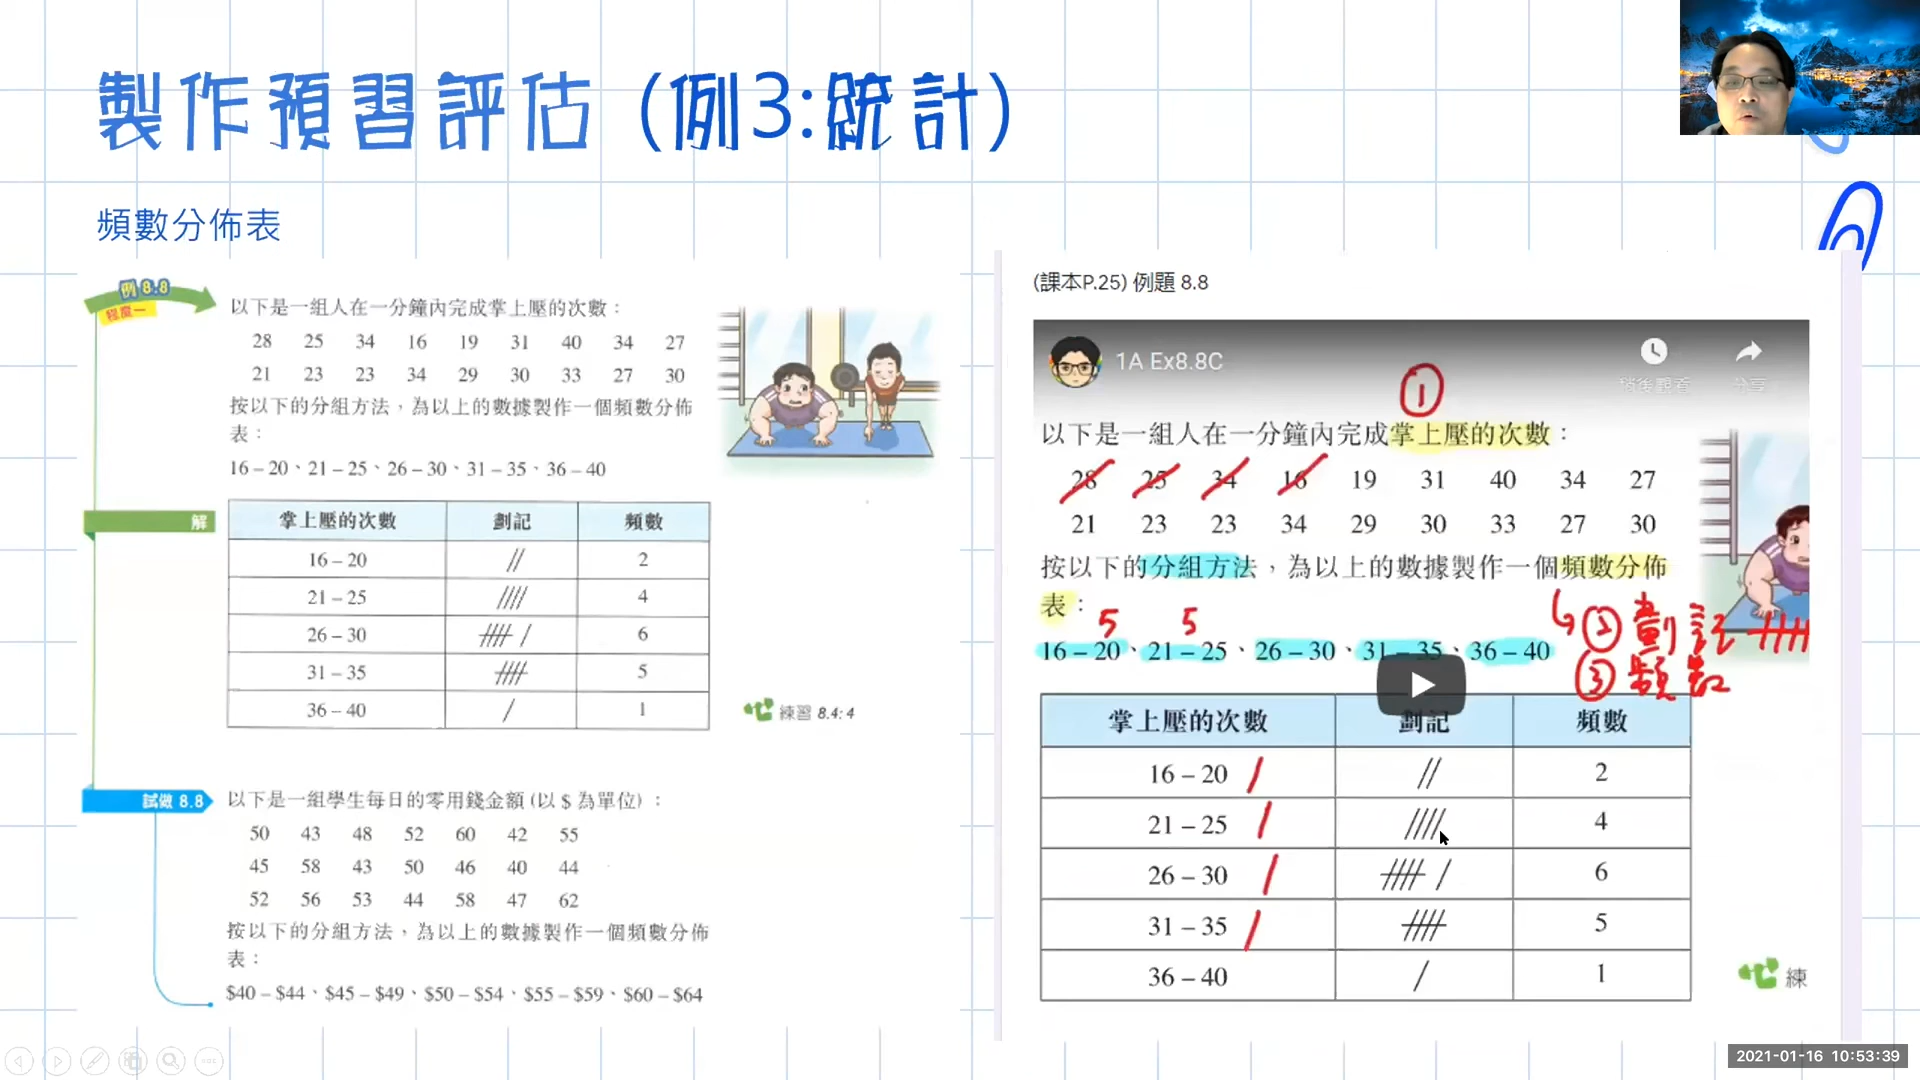 製作預習評估 (例3:統計)
頻數分佈表
例 8.8
程度一
以下是一組人在一分鐘內完成掌上壓的次數：
28 25 34 16 19 31 40 34 27
21 23 23 34 29 30 33 27 30
按以下的分組方法，為以上的數據製作一個頻數分佈
表：
16 – 20、21 – 25、26 – 30、31 – 35、36 – 40
解
掌上壓的次數 劃記 頻數
16 – 20 // 2
21 – 25 //// 4
26 – 30 //// / 6
31 – 35 //// 5
36 – 40 / 1
練習 8.4: 4
試做 8.8
以下是一組學生每日的零用錢金額 (以 $ 為單位)：
50 43 48 52 60 42 55
45 58 43 50 46 40 44
52 56 53 44 58 47 62
按以下的分組方法，為以上的數據製作一個頻數分佈
表：
$40 – $44、$45 – $49、$50 – $54、$55 – $59、$60 – $64
(課本P.25) 例題 8.8
1A Ex8.8C
稍後觀看 分享
①
以下是一組人在一分鐘內完成掌上壓的次數：
28 25 34 16 19 31 40 34 27
21 23 23 34 29 30 33 27 30
按以下的分組方法，為以上的數據製作一個頻數分佈
表：
5 5
16 – 20、21 – 25、26 – 30、31 – 35、36 – 40
② 劃記
③ 頻數
掌上壓的次數 劃記 頻數
16 – 20 // 2
21 – 25 //// 4
26 – 30 //// / 6
31 – 35 //// 5
36 – 40 / 1
練
2021-01-16 10:53:39